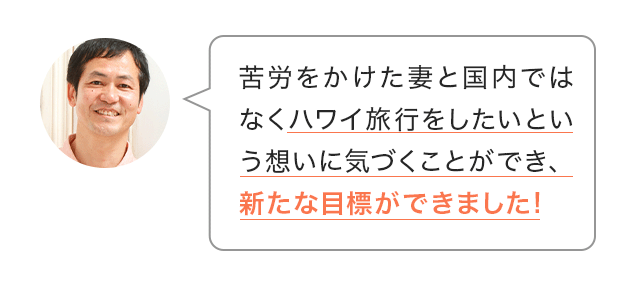 苦労をかけた妻と国内では
なくハワイ旅行をしたいとい
う想いに気づくことができ、
新たな目標ができました!